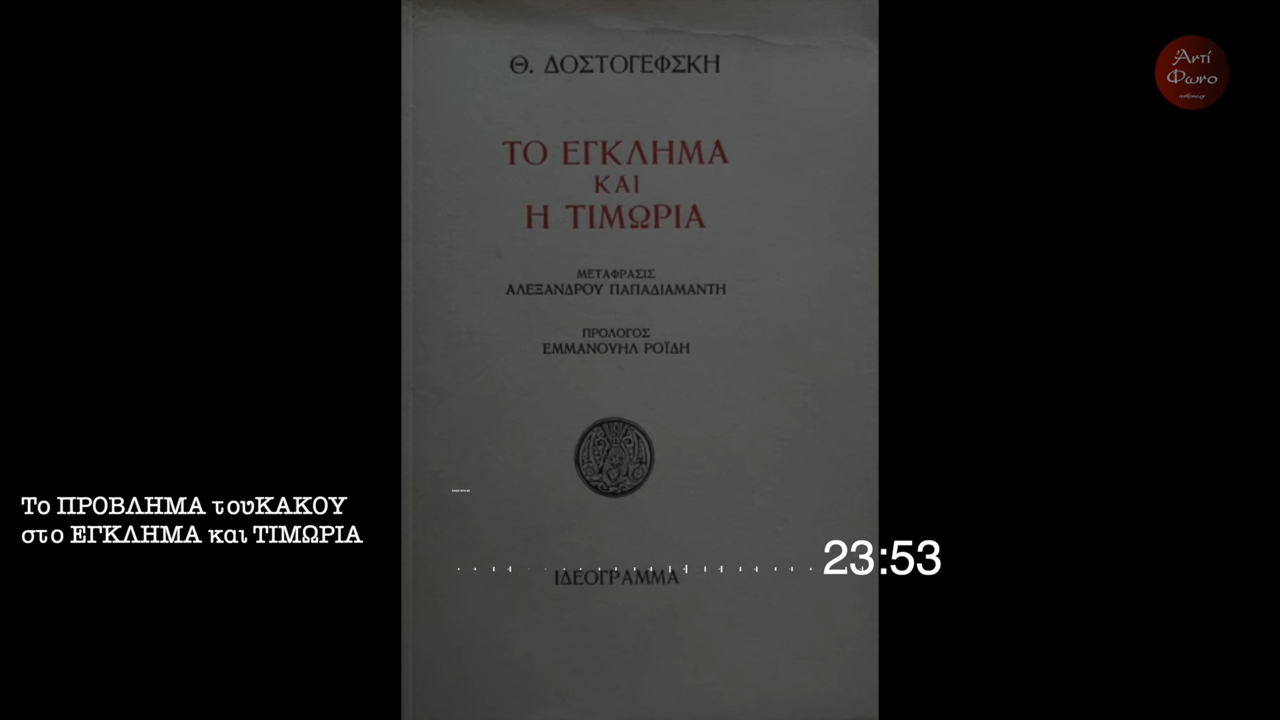 Θ. ΔΟΣΤΟΓΕΦΣΚΗ
ΤΟ ΕΓΚΛΗΜΑ
ΚΑΙ
Η ΤΙΜΩΡΙΑ
ΜΕΤΑΦΡΑΣΙΣ
ΑΛΕΞΑΝΔΡΟΥ ΠΑΠΑΔΙΑΜΑΝΤΗ
ΠΡΟΛΟΓΟΣ
ΕΜΜΑΝΟΥΗΛ ΡΟΪΔΗ
ΙΔΕΟΓΡΑΜΜΑ
Το ΠΡΟΒΛΗΜΑ τουΚΑΚΟΥ
στο ΕΓΚΛΗΜΑ και ΤΙΜΩΡΙΑ
23:53
Ἀντί
Φωνο